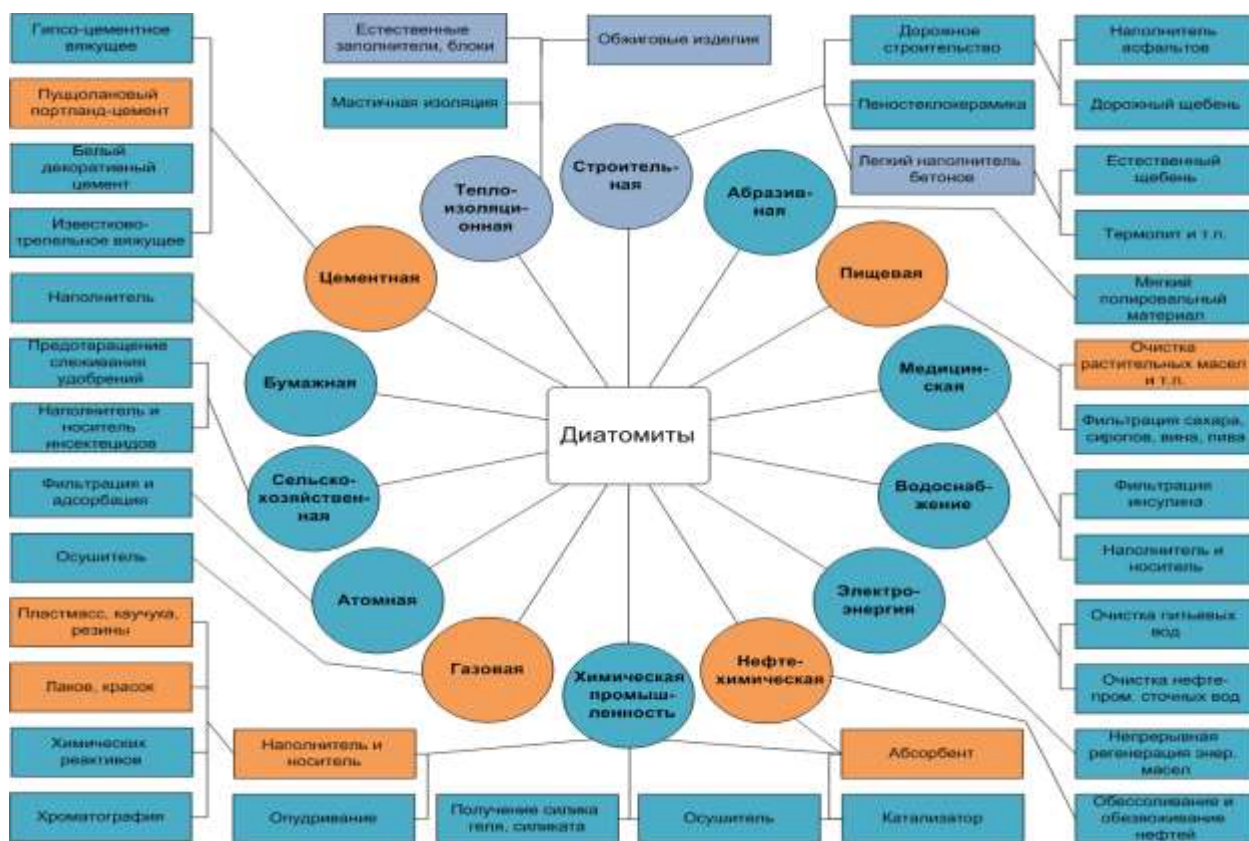 Гипсо-цементное
вяжущее
Пуццолановый
портланд-цемент
Белый
декоративный
цемент
Известково-
трепельное вяжущее
Наполнитель
Предотвращение
слеживания
удобрений
Наполнитель и
носитель
инсектецидов
Фильтрация и
адсорбация
Осушитель
Пластмасс, каучука,
резины
Лаков, красок
Химических
реактивов
Хроматография
Естественные
заполнители, блоки
Мастичная изоляция
Обжиговые изделия
Дорожное
строительство
Пеностеклокерамика
Легкий наполнитель
бетонов
Наполнитель
асфальтов
Дорожный щебень
Естественный
щебень
Термолит и т.п.
Мягкий
полировальный
материал
Очистка
растительных масел
и т.п.
Фильтрация сахара,
сиропов, вина, пива
Фильтрация
инсулина
Наполнитель и
носитель
Очистка питьевых
вод
Очистка нефте-
пром. сточных вод
Непрерывная
регенерация энер.
масел
Обессоливание и
обезвоживание
нефтей
Тепло-
изоляцио-
онная
Строитель-
ная
Абразив-
ная
Цементная
Пищевая
Бумажная
Медицин-
ская
Диатомиты
Сельско-
хозяйствен-
ная
Водоснаб-
жение
Атомная
Электро-
энергия
Газовая
Химическая
промыш-
ленность
Нефте-
химическая
Наполнитель и
носитель
Абсорбент
Опудривание
Получение силика
геля, силиката
Осушитель
Катализатор